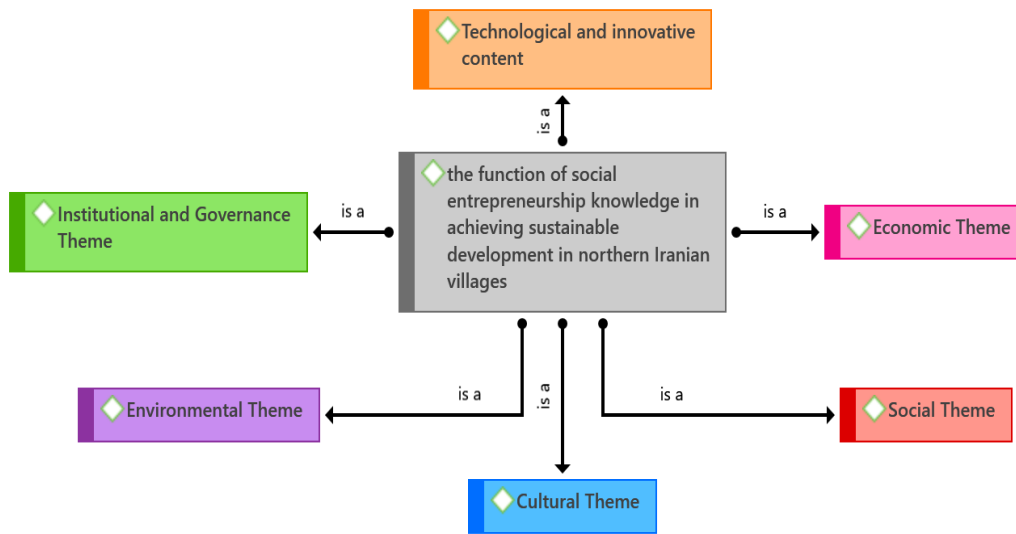 Technological and innovative
content
is a
the function of social
entrepreneurship knowledge in
achieving sustainable
development in northern Iranian
villages
Institutional and Governance
Theme
is a
is a
Economic Theme
Environmental Theme
is a
is a
is a
Social Theme
Cultural Theme